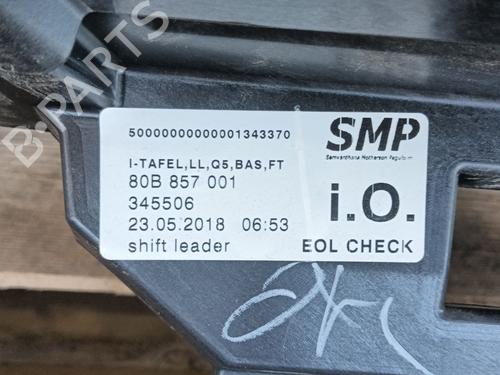 50000000000001343370
SMP
Samvardhana Motherson Peguform
I-TAFEL,LL,Q5,BAS,FT
80B 857 001
345506
23.05.2018 06:53
shift leader
i.O.
EOL CHECK
B-PARTS